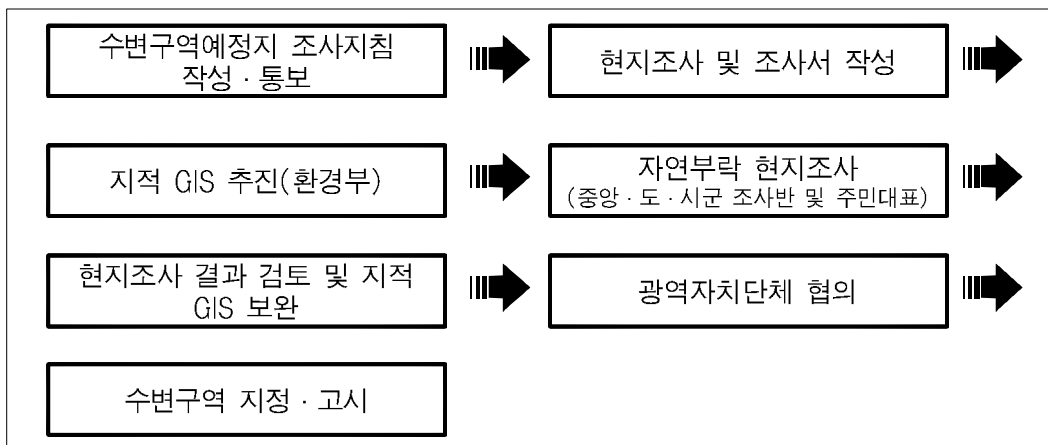 수변구역예정지 조사지침
작성 · 통보
현지조사 및 조사서 작성
지적 GIS 추진(환경부)
자연부락 현지조사
(중앙 · 도 · 시군 조사반 및 주민대표)
현지조사 결과 검토 및 지적
GIS 보완
광역자치단체 협의
수변구역 지정 · 고시